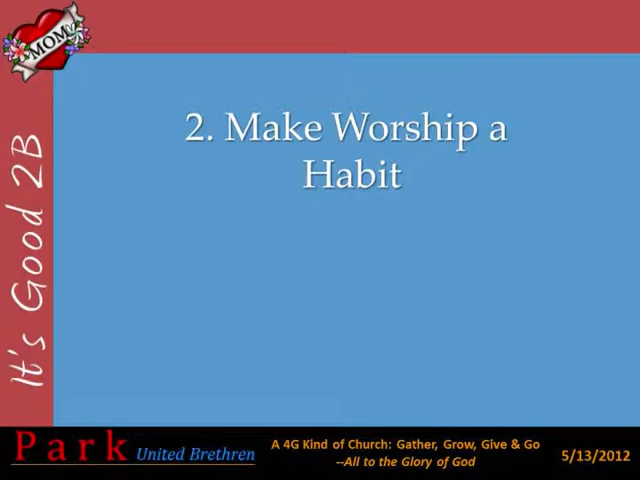 MOM
It's Good 2B
2. Make Worship a
Habit
Park United Brethren
A 4G Kind of Church: Gather, Grow, Give & Go
--All to the Glory of God
5/13/2012